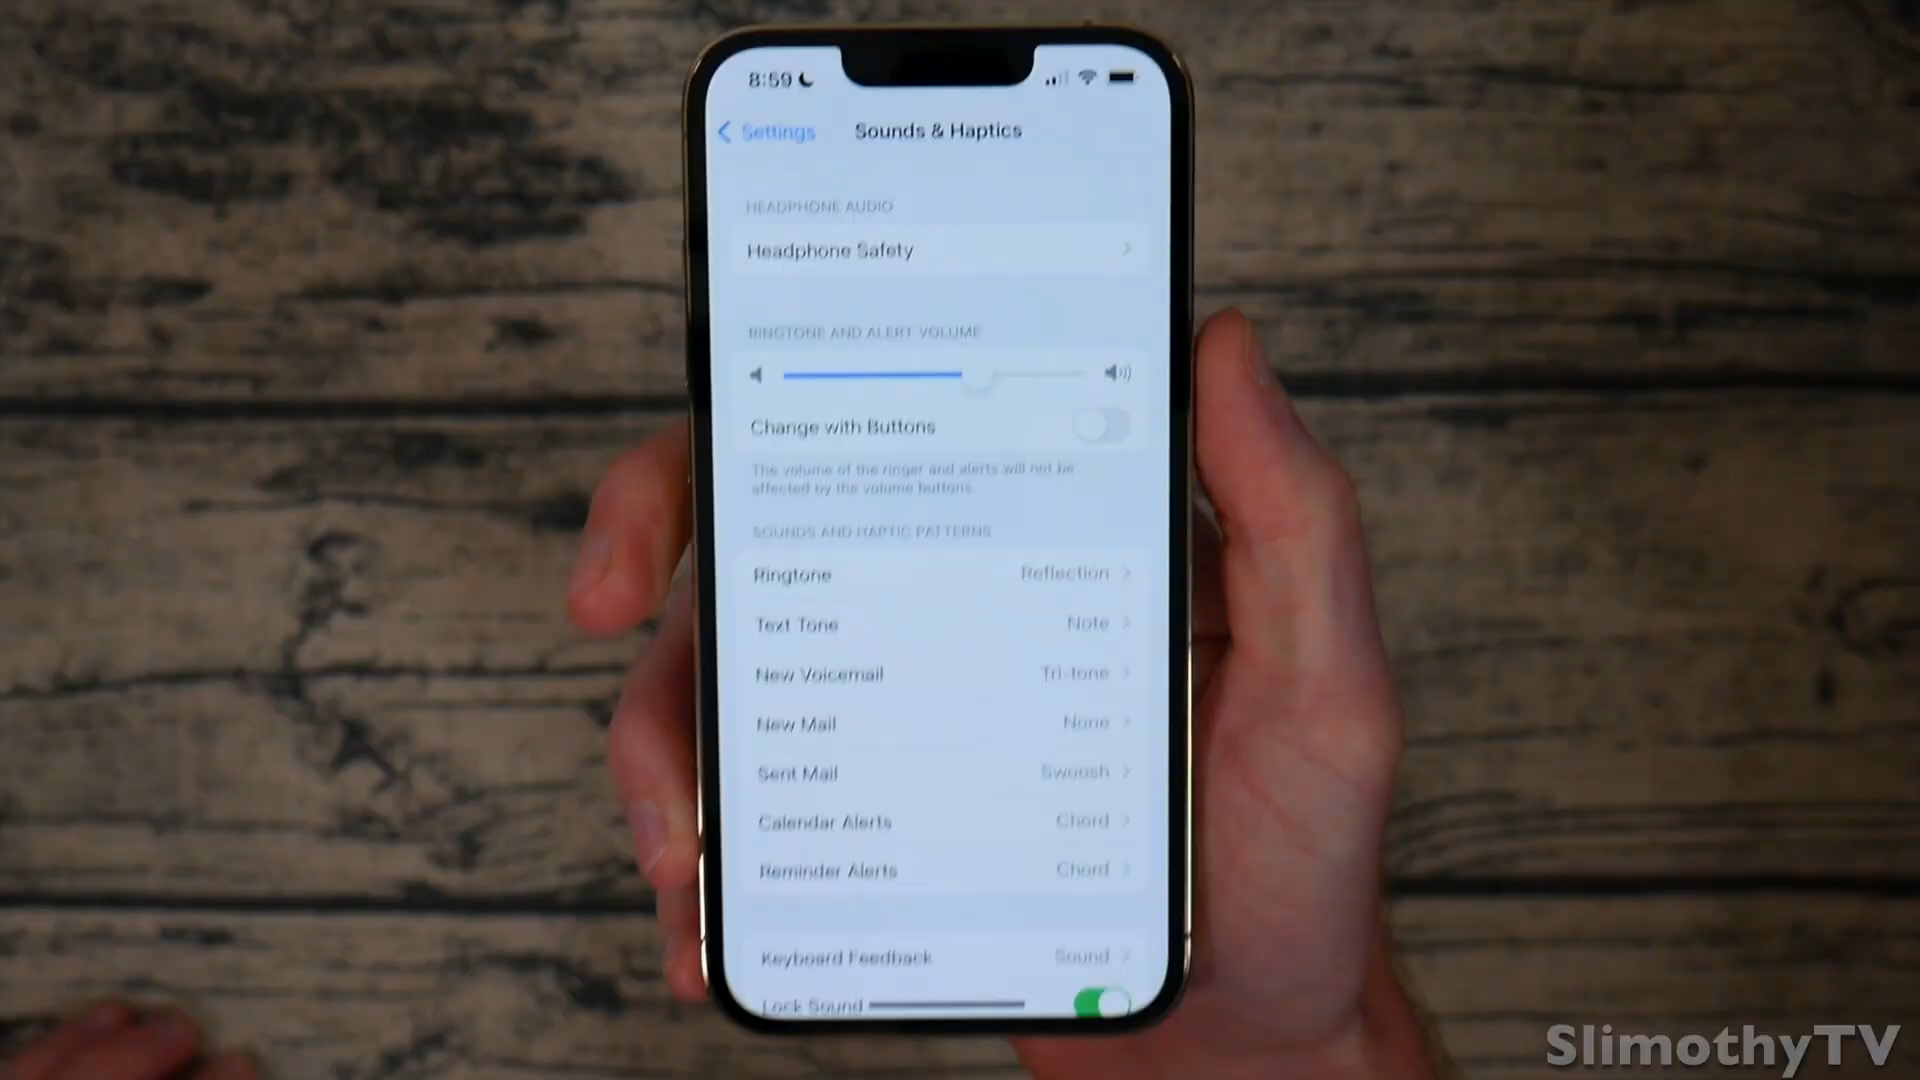 8:59
Settings Sounds & Haptics
HEADPHONE AUDIO
Headphone Safety
RINGTONE AND ALERT VOLUME
Change with Buttons
The volume of the ringer and alerts will not be
affected by the volume buttons.
SOUNDS AND HAPTIC PATTERNS
Ringtone Reflection
Text Tone Note
New Voicemail Tri-tone
New Mail None
Sent Mail Swoosh
Calendar Alerts Chord
Reminder Alerts Chord
Keyboard Feedback Sound
Lock Sound
SlimothyTV